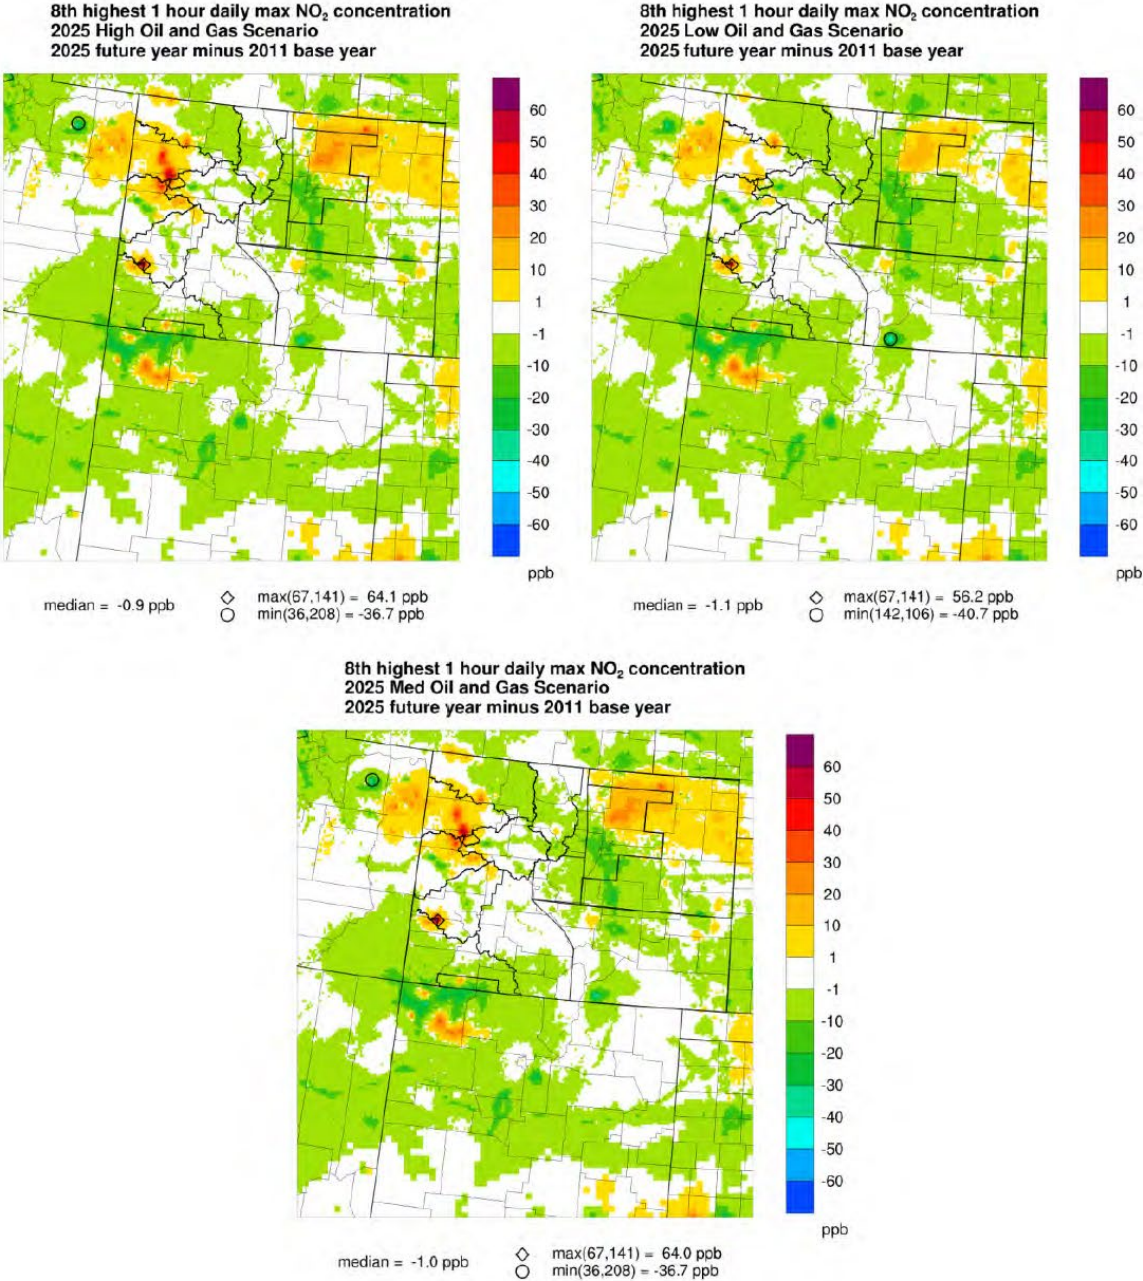 8th highest 1 hour daily max NO₂ concentration
2025 High Oil and Gas Scenario
2025 future year minus 2011 base year
60
50
40
30
20
10
1
-1
-10
-20
-30
-40
-50
-60
ppb
median = -0.9 ppb
max(67,141) = 64.1 ppb
min(36,208) = -36.7 ppb
8th highest 1 hour daily max NO₂ concentration
2025 Low Oil and Gas Scenario
2025 future year minus 2011 base year
60
50
40
30
20
10
1
-1
-10
-20
-30
-40
-50
-60
ppb
median = -1.1 ppb
max(67,141) = 56.2 ppb
min(142,106) = -40.7 ppb
8th highest 1 hour daily max NO₂ concentration
2025 Med Oil and Gas Scenario
2025 future year minus 2011 base year
60
50
40
30
20
10
1
-1
-10
-20
-30
-40
-50
-60
ppb
median = -1.0 ppb
max(67,141) = 64.0 ppb
min(36,208) = -36.7 ppb